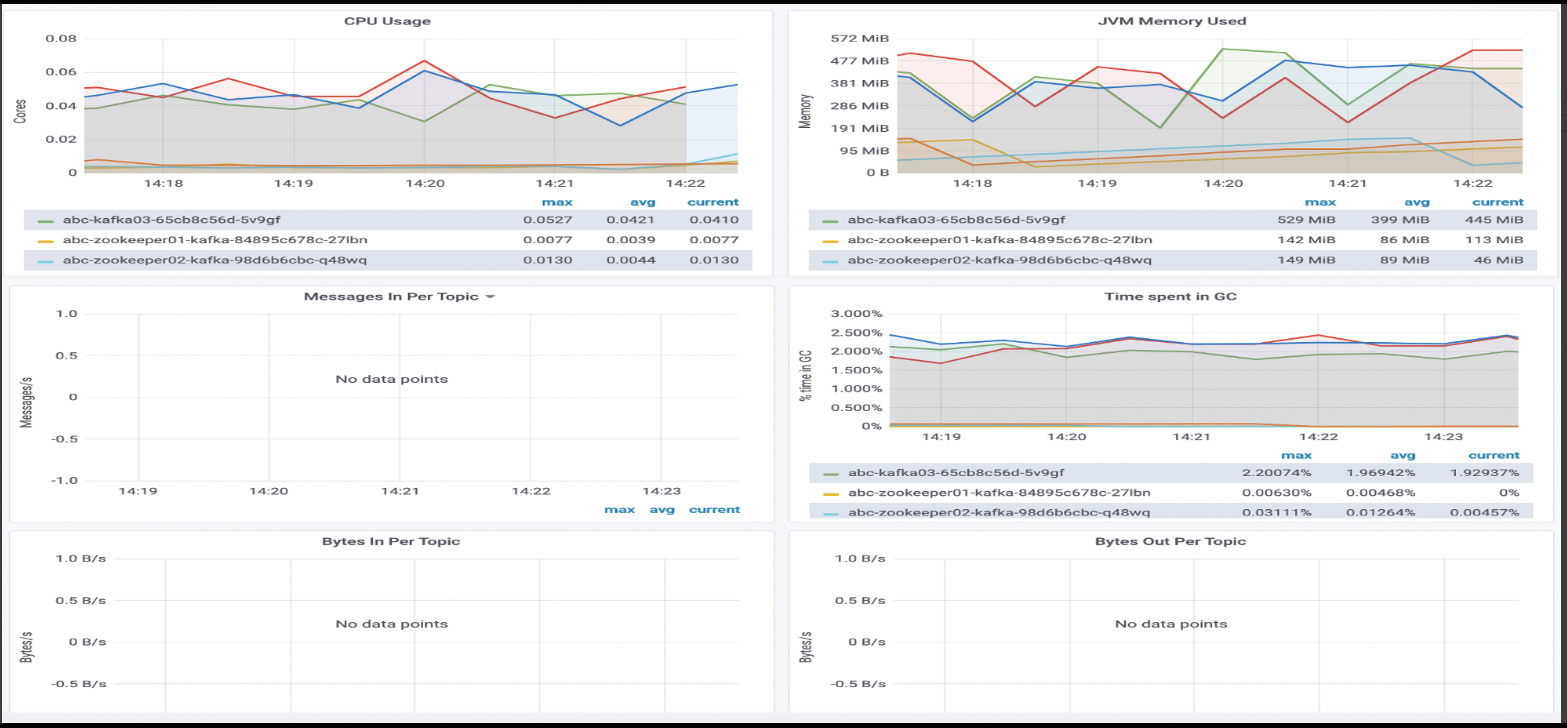 CPU Usage
Cores
0.08
0.06
0.04
0.02
0
14:18 14:19 14:20 14:21 14:22
max avg current
abc-kafka03-65cb8c56d-5v9gf 0.0527 0.0421 0.0410
abc-zookeeper01-kafka-84895c678c-27lbn 0.0077 0.0039 0.0077
abc-zookeeper02-kafka-98d6b6cbc-q48wq 0.0130 0.0044 0.0130
JVM Memory Used
Memory
572 MiB
477 MiB
381 MiB
286 MiB
191 MiB
95 MiB
0 B
14:18 14:19 14:20 14:21 14:22
max avg current
abc-kafka03-65cb8c56d-5v9gf 529 MiB 399 MiB 445 MiB
abc-zookeeper01-kafka-84895c678c-27lbn 142 MiB 86 MiB 113 MiB
abc-zookeeper02-kafka-98d6b6cbc-q48wq 149 MiB 89 MiB 46 MiB
Messages In Per Topic
Messages/s
1.0
0.5
0
-0.5
-1.0
No data points
14:19 14:20 14:21 14:22 14:23
max avg current
Time spent in GC
% time in GC
3.000%
2.500%
2.000%
1.500%
1.000%
0.500%
0%
14:19 14:20 14:21 14:22 14:23
max avg current
abc-kafka03-65cb8c56d-5v9gf 2.20074% 1.96942% 1.92937%
abc-zookeeper01-kafka-84895c678c-27lbn 0.00630% 0.00468% 0%
abc-zookeeper02-kafka-98d6b6cbc-q48wq 0.03111% 0.01264% 0.00457%
Bytes In Per Topic
Bytes/s
1.0 B/s
0.5 B/s
0 B/s
-0.5 B/s
No data points
Bytes Out Per Topic
Bytes/s
1.0 B/s
0.5 B/s
0 B/s
-0.5 B/s
No data points